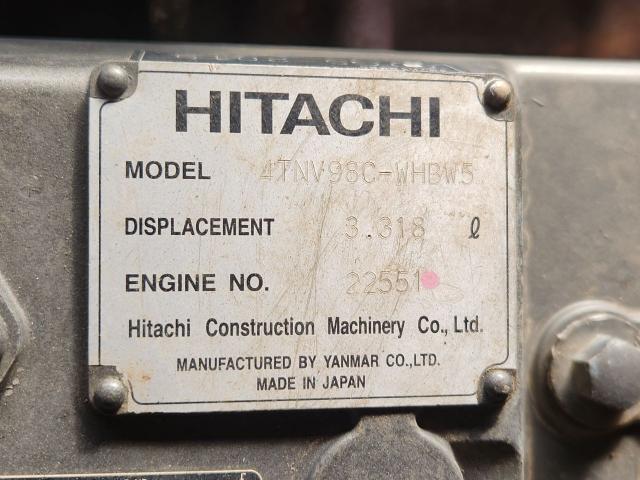 HITACHI
MODEL 4TNV98C-WHBW5
DISPLACEMENT 3.318 ℓ
ENGINE NO. 22551
Hitachi Construction Machinery Co., Ltd.
MANUFACTURED BY YANMAR CO.,LTD.
MADE IN JAPAN